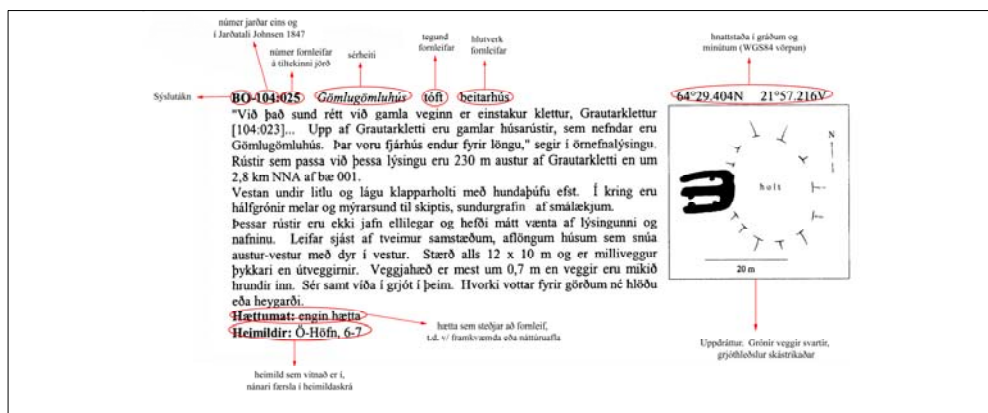 númer jarðar eins og
í Jarðatali Johnsen 1847
númer fornleifar
á tiltekinni jörð
sérheiti
tegund
fornleifar
hlutverk
fornleifar
hnattstaða í gráðum og
mínútum (WGS84 vörpun)
Sýslutákn
BO-104:025 Gömlugömluhús tóft beitarhús
64°29.404N 21°57.216V
"Við það sund rétt við gamla veginn er einstakur klettur, Grautarklettur
[104:023]... Upp af Grautarkletti eru gamlar húsarústir, sem nefndar eru
Gömlugömluhús. Þar voru fjárhús endur fyrir löngu," segir í örnefnalýsingu.
Rústir sem passa við þessa lýsingu eru 230 m austur af Grautarkletti en um
2,8 km NNA af bæ 001.
Vestan undir litlu og lágu klapparholti með hundaþúfu efst. Í kring eru
hálfgrónir melar og mýrarsund til skiptis, sundurgrafin af smálækjum.
Þessar rústir eru ekki jafn ellilegar og hefði mátt vænta af lýsingunni og
nafninu. Leifar sjást af tveimur samstæðum, aflöngum húsum sem snúa
austur-vestur með dyr í vestur. Stærð alls 12 x 10 m og er milliveggur
þykkari en útveggirnir. Veggjahæð er mest um 0,7 m en veggir eru mikið
hrundir inn. Sér samt víða í grjót í þeim. Hvorki vottar fyrir görðum né hlöðu
eða heygarði.
Hættumat: engin hætta
Heimildir: Ö-Höfn, 6-7
N
holt
20 m
hætta sem steðjar að fornleif,
t.d. v/ framkvæmda eða náttúruafla
Uppdráttur. Grónir veggir svartir,
grjóthleðslur skástrikaðar
heimild sem vitnað er í,
nánari færsla í heimildaskrá